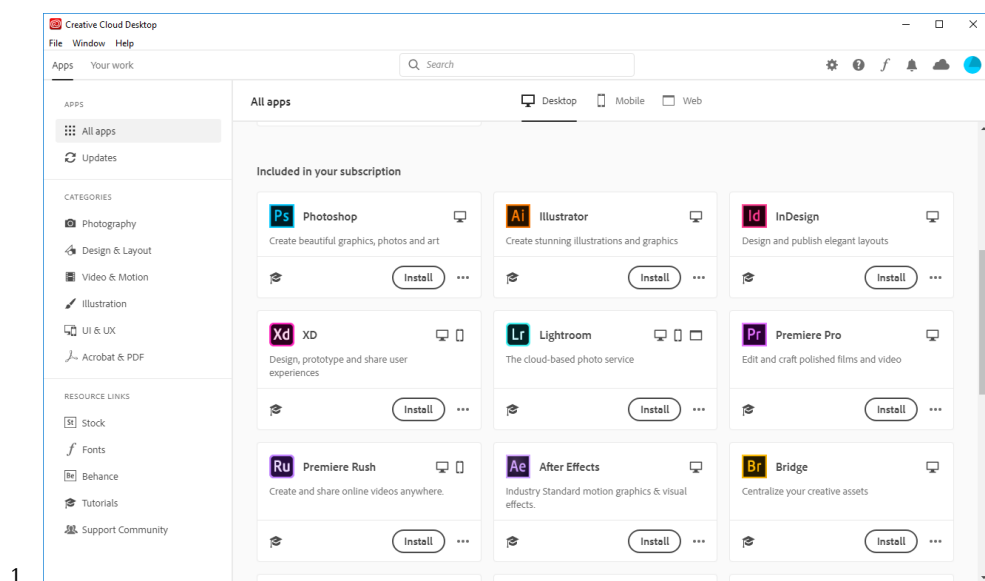 Creative Cloud Desktop
File Window Help
Apps Your work Search
APPS
All apps
Updates
CATEGORIES
Photography
Design & Layout
Video & Motion
Illustration
UI & UX
Acrobat & PDF
RESOURCE LINKS
St Stock
Fonts
Be Behance
Tutorials
Support Community
All apps Desktop Mobile Web
Included in your subscription
Ps Photoshop
Create beautiful graphics, photos and art
Install
Ai Illustrator
Create stunning illustrations and graphics
Install
Id InDesign
Design and publish elegant layouts
Install
Xd XD
Design, prototype and share user
experiences
Install
Lr Lightroom
The cloud-based photo service
Install
Pr Premiere Pro
Edit and craft polished films and video
Install
Ru Premiere Rush
Create and share online videos anywhere.
Install
Ae After Effects
Industry Standard motion graphics & visual
effects.
Install
Br Bridge
Centralize your creative assets
Install
1